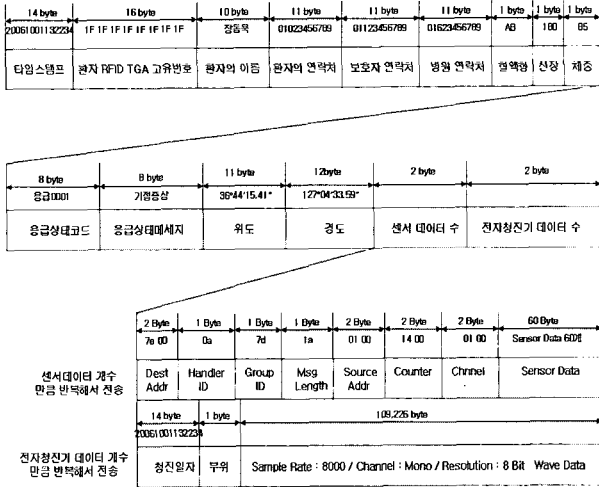 14 byte 16 byte 10 byte 11 byte 11 byte 11 byte 1 byte 1 byte 1 byte
20061001132234 1F 1F 1F 1F 1F 1F 1F 1F 장동욱 01023456789 01123456789 01623456789 AB 180 85
타임스탬프 환자 RFID TGA 고유번호 환자의 이름 환자의 연락처 보호자 연락처 병원 연락처 혈액형 신장 체중
8 byte 8 byte 11 byte 12byte 2 byte 2 byte
응급0001 기절증상 36*44'15.41" 127*04'33.59"
응급상태코드 응급상태메세지 위도 경도 센서 데이터 수 전자청진기 데이터 수
2 Byte 1 Byte 1 Byte 1 Byte 2 Byte 2 Byte 2 Byte 60 Byte
7e 00 0a 7d 1a 01 00 14 00 01 00 Sensor Data 60개
센서데이터 개수 Dest Handler Group Msg Source Counter Chnnel Sensor Data
만큼 반복해서 전송 Addr ID ID Length Addr
14 byte 1 byte 109,226 byte
20061001132234
전자청진기 데이터 개수 청진일자 부위 Sample Rate : 8000 / Channel : Mono / Resolution : 8 Bit Wave Data
만큼 반복해서 전송